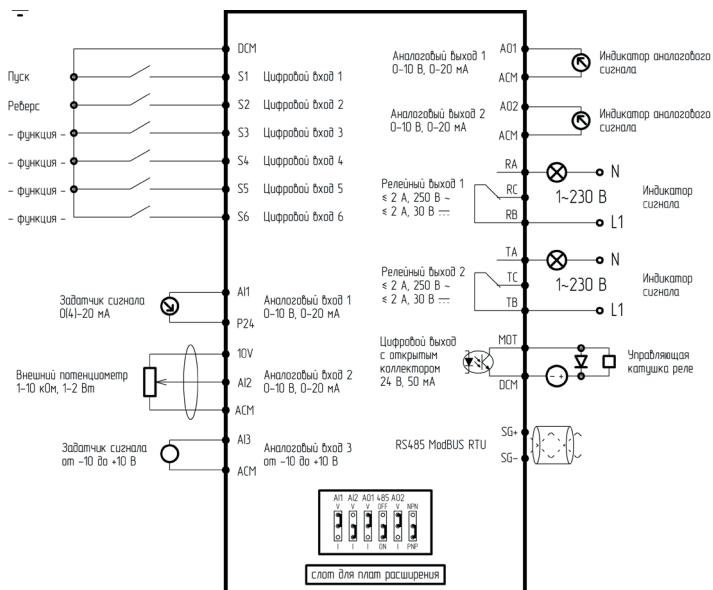 DCM
Пуск
S1 Цифровой вход 1
Реверс
S2 Цифровой вход 2
- функция -
S3 Цифровой вход 3
- функция -
S4 Цифровой вход 4
- функция -
S5 Цифровой вход 5
- функция -
S6 Цифровой вход 6
Задатчик сигнала
0(4)-20 мА
AI1
P24
Аналоговый вход 1
0-10 В, 0-20 мА
Внешний потенциометр
1-10 кОм, 1-2 Вт
10V
AI2
ACM
Аналоговый вход 2
0-10 В, 0-20 мА
Задатчик сигнала
от -10 до +10 В
AI3
ACM
Аналоговый вход 3
от -10 до +10 В
Аналоговый выход 1
0-10 В, 0-20 мА
AO1
ACM
Индикатор аналогового
сигнала
Аналоговый выход 2
0-10 В, 0-20 мА
AO2
ACM
Индикатор аналогового
сигнала
Релейный выход 1
≤ 2 А, 250 В ~
≤ 2 А, 30 В ⎓
RA
RC
RB
N
1~230 В
L1
Индикатор
сигнала
Релейный выход 2
≤ 2 А, 250 В ~
≤ 2 А, 30 В ⎓
TA
TC
TB
N
1~230 В
L1
Индикатор
сигнала
Цифровой выход
с открытым
коллектором
24 В, 50 мА
MOT
DCM
- +
Управляющая
катушка реле
RS485 ModBUS RTU
SG+
SG-
AI1 AI2 AO1 485 AO2
V V V OFF V NPN
I I I ON I PNP
слот для плат расширения